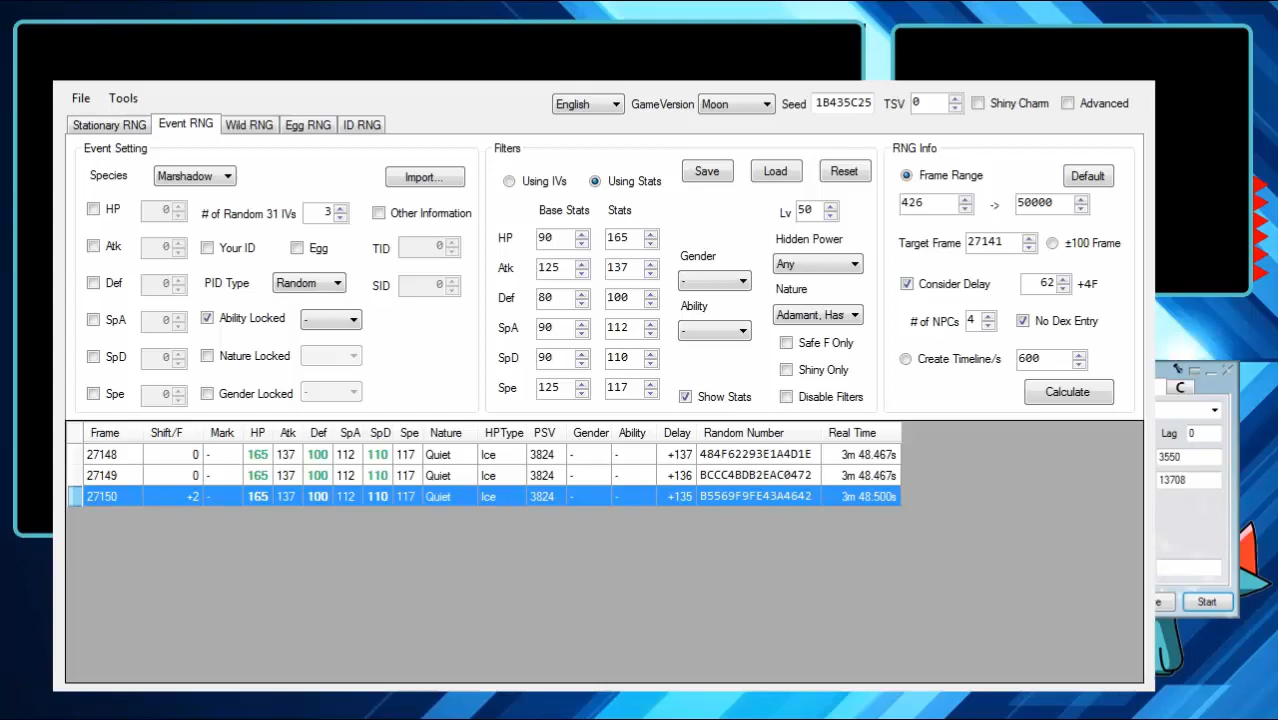 File Tools
English GameVersion Moon Seed 1B435C25 TSV 0 Shiny Charm Advanced
Stationary RNG Event RNG Wild RNG Egg RNG ID RNG
Event Setting
Species Marshadow Import...
HP 0 # of Random 31 IVs 3 Other Information
Atk 0 Your ID Egg TID 0
Def 0 PID Type Random SID 0
SpA 0 Ability Locked -
SpD 0 Nature Locked
Spe 0 Gender Locked -
Filters
Using IVs Using Stats Save Load Reset
Base Stats Stats Lv 50
HP 90 165 Hidden Power
Atk 125 137 Gender Any
Def 80 100 - Nature
SpA 90 112 Ability Adamant, Has
SpD 90 110 - Safe F Only
Spe 125 117 Shiny Only
Show Stats Disable Filters
RNG Info
Frame Range Default
426 -> 50000
Target Frame 27141 ±100 Frame
Consider Delay 62 +4F
# of NPCs 4 No Dex Entry
Create Timeline/s 600
Calculate
Frame Shift/F Mark HP Atk Def SpA SpD Spe Nature HPType PSV Gender Ability Delay Random Number Real Time
27148 0 - 165 137 100 112 110 117 Quiet Ice 3824 - - +137 484F62293E1A4D1E 3m 48.467s
27149 0 - 165 137 100 112 110 117 Quiet Ice 3824 - - +136 BCCC4BDB2EAC0472 3m 48.467s
27150 +2 - 165 137 100 112 110 117 Quiet Ice 3824 - - +135 B5569F9FE43A4642 3m 48.500s
C
Lag 0
3550
13708
e Start